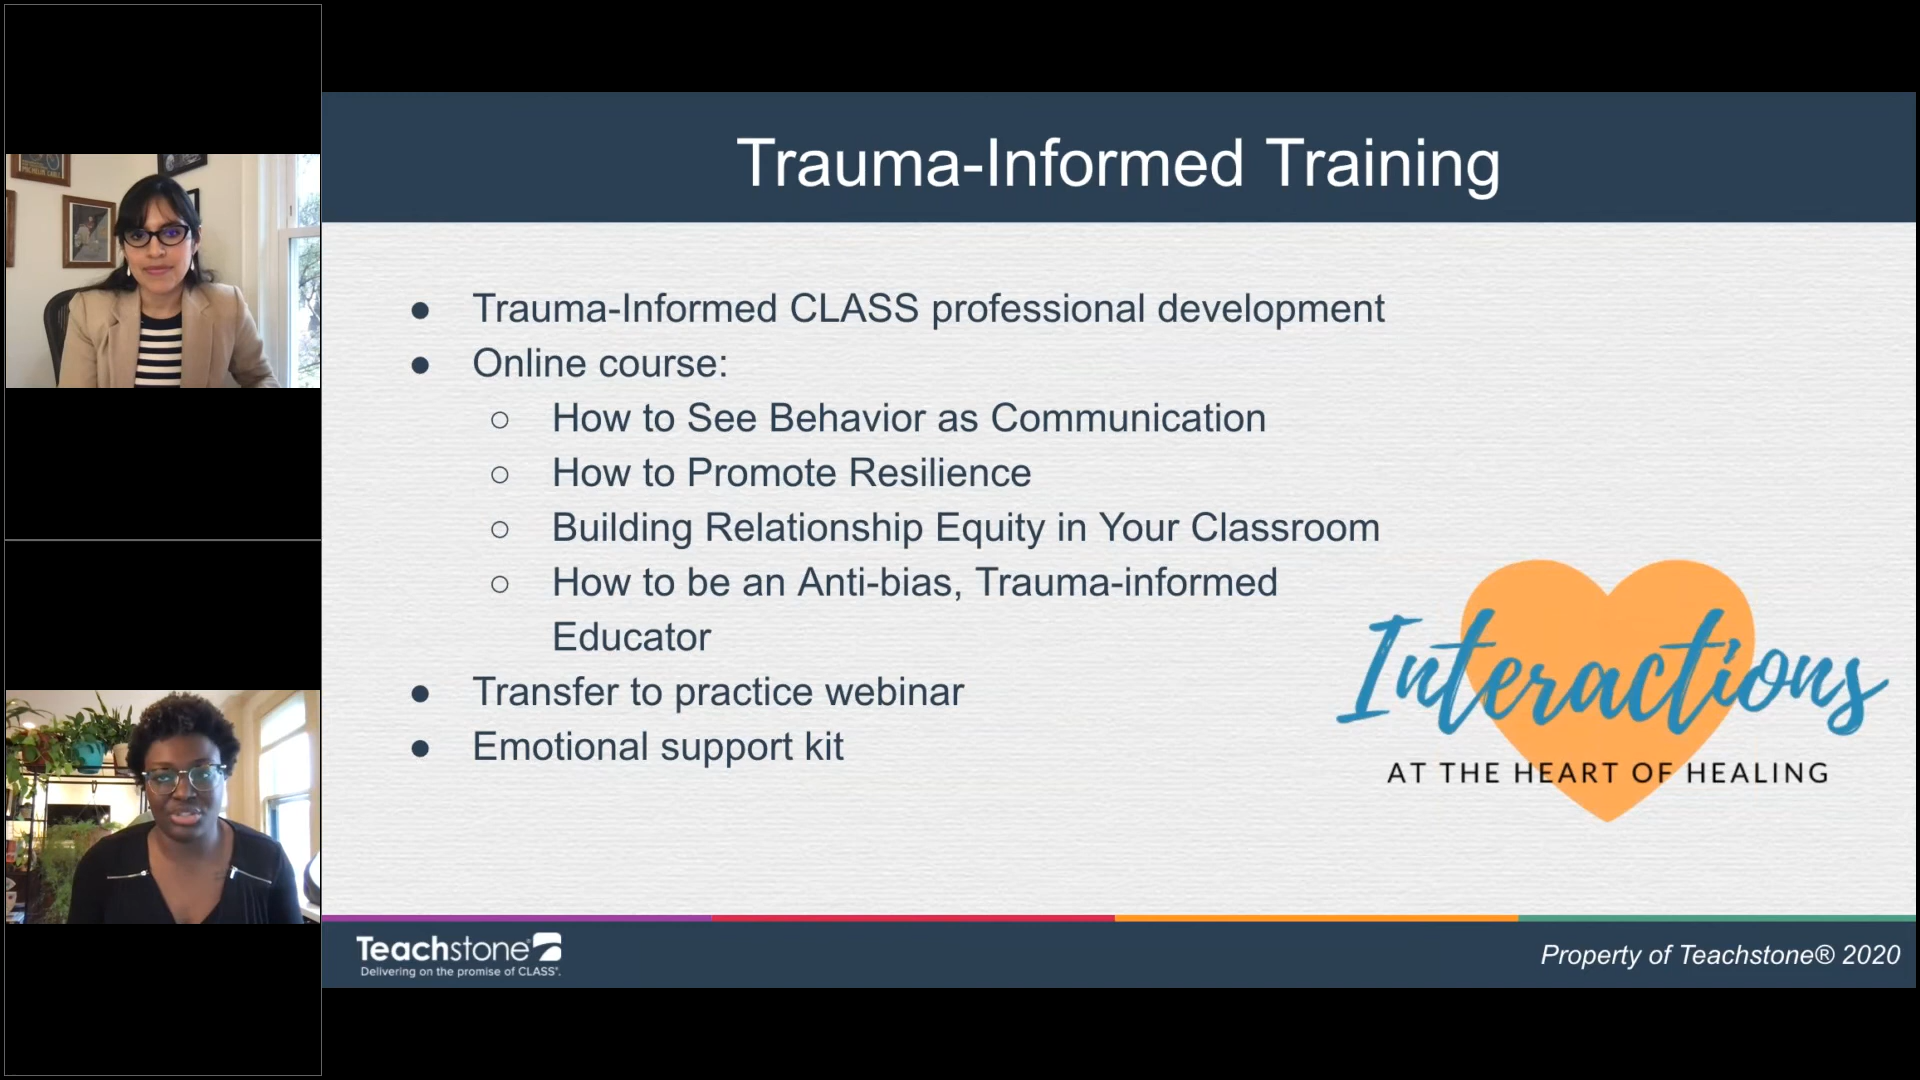 Trauma-Informed Training
● Trauma-Informed CLASS professional development
● Online course:
○ How to See Behavior as Communication
○ How to Promote Resilience
○ Building Relationship Equity in Your Classroom
○ How to be an Anti-bias, Trauma-informed
Educator
● Transfer to practice webinar
● Emotional support kit
Interactions
AT THE HEART OF HEALING
Teachstone®
Delivering on the promise of CLASS®.
Property of Teachstone® 2020